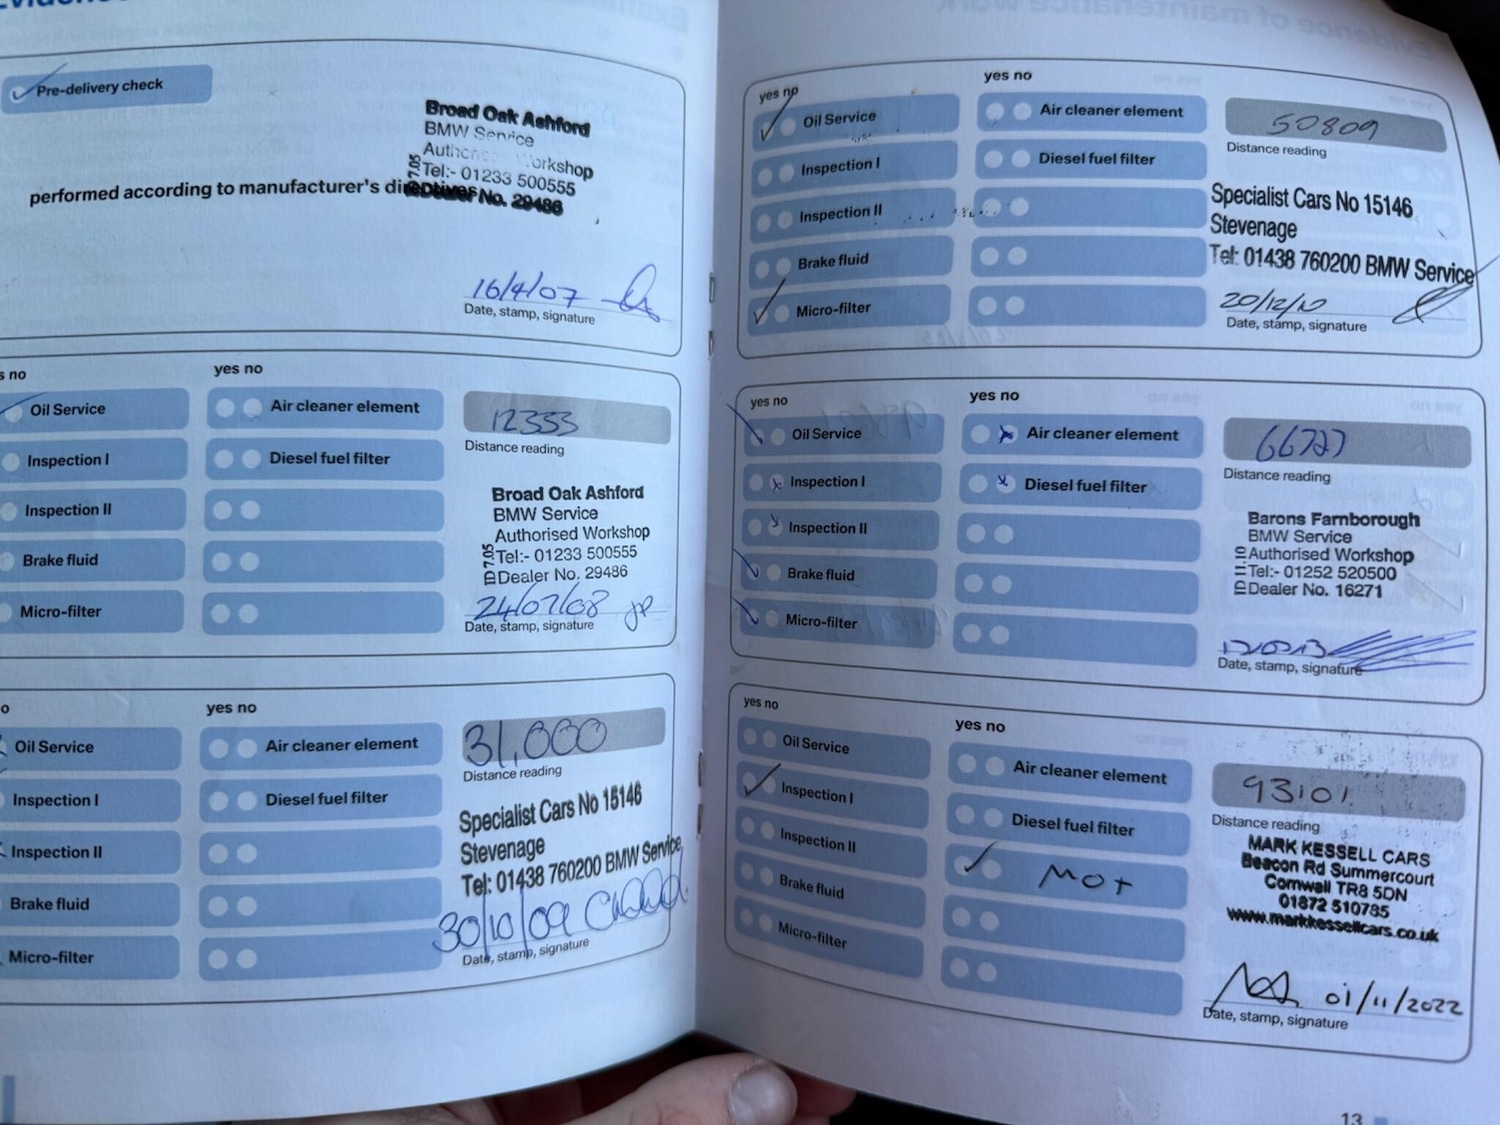 Pre-delivery check
Broad Oak Ashford
BMW Service
Workshop
Tel:- 01233 500555
Dealer No. 29486
performed according to manufacturer's directives
16/4/07
Date, stamp, signature
s no
yes no
Oil Service
Air cleaner element
12333
Distance reading
Inspection I
Diesel fuel filter
Inspection II
Brake fluid
Micro-filter
Broad Oak Ashford
BMW Service
Authorised Workshop
Tel:- 01233 500555
Dealer No. 29486
ID 7.05
24/07/08 JP
Date, stamp, signature
o
yes no
Oil Service
Air cleaner element
31,000
Distance reading
Inspection I
Diesel fuel filter
Inspection II
Brake fluid
Micro-filter
Specialist Cars No 15146
Stevenage
Tel: 01438 760200 BMW Service
30/10/09
Date, stamp, signature
yes no
yes no
Oil Service
Air cleaner element
50809
Distance reading
Inspection I
Diesel fuel filter
Inspection II
Brake fluid
Micro-filter
Specialist Cars No 15146
Stevenage
Tel: 01438 760200 BMW Service
20/12/10
Date, stamp, signature
yes no
yes no
Oil Service
Air cleaner element
66727
Distance reading
Inspection I
Diesel fuel filter
Inspection II
Brake fluid
Micro-filter
Barons Farnborough
BMW Service
Authorised Workshop
Tel:- 01252 520500
Dealer No. 16271
Date, stamp, signature
yes no
yes no
Oil Service
Air cleaner element
93101
Distance reading
Inspection I
Diesel fuel filter
Inspection II
MOT
Brake fluid
Micro-filter
MARK KESSELL CARS
Beacon Rd Summercourt
Cornwall TR8 5DN
01872 510785
www.markkessellcars.co.uk
01/11/2022
Date, stamp, signature
13